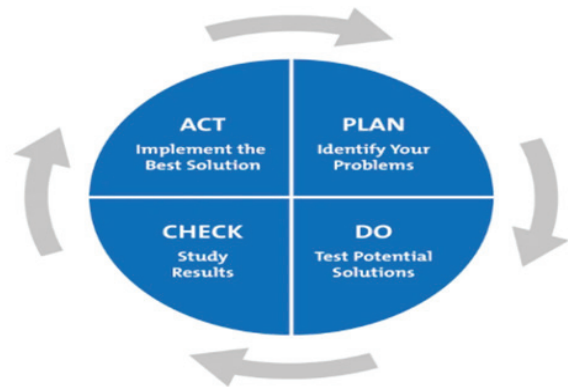 ACT
Implement the
Best Solution
PLAN
Identify Your
Problems
CHECK
Study
Results
DO
Test Potential
Solutions